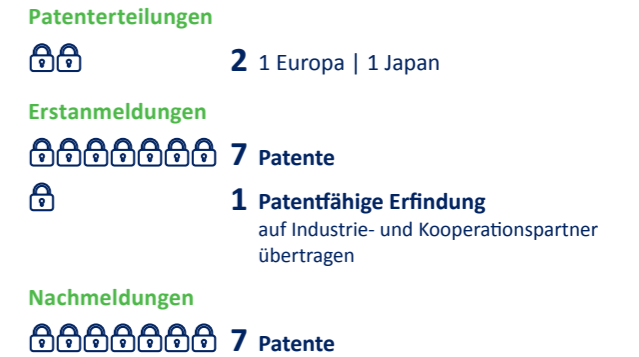 Patenterteilungen
2 1 Europa | 1 Japan
Erstanmeldungen
7 Patente
1 Patentfähige Erfindung
auf Industrie- und Kooperationspartner
übertragen
Nachmeldungen
7 Patente